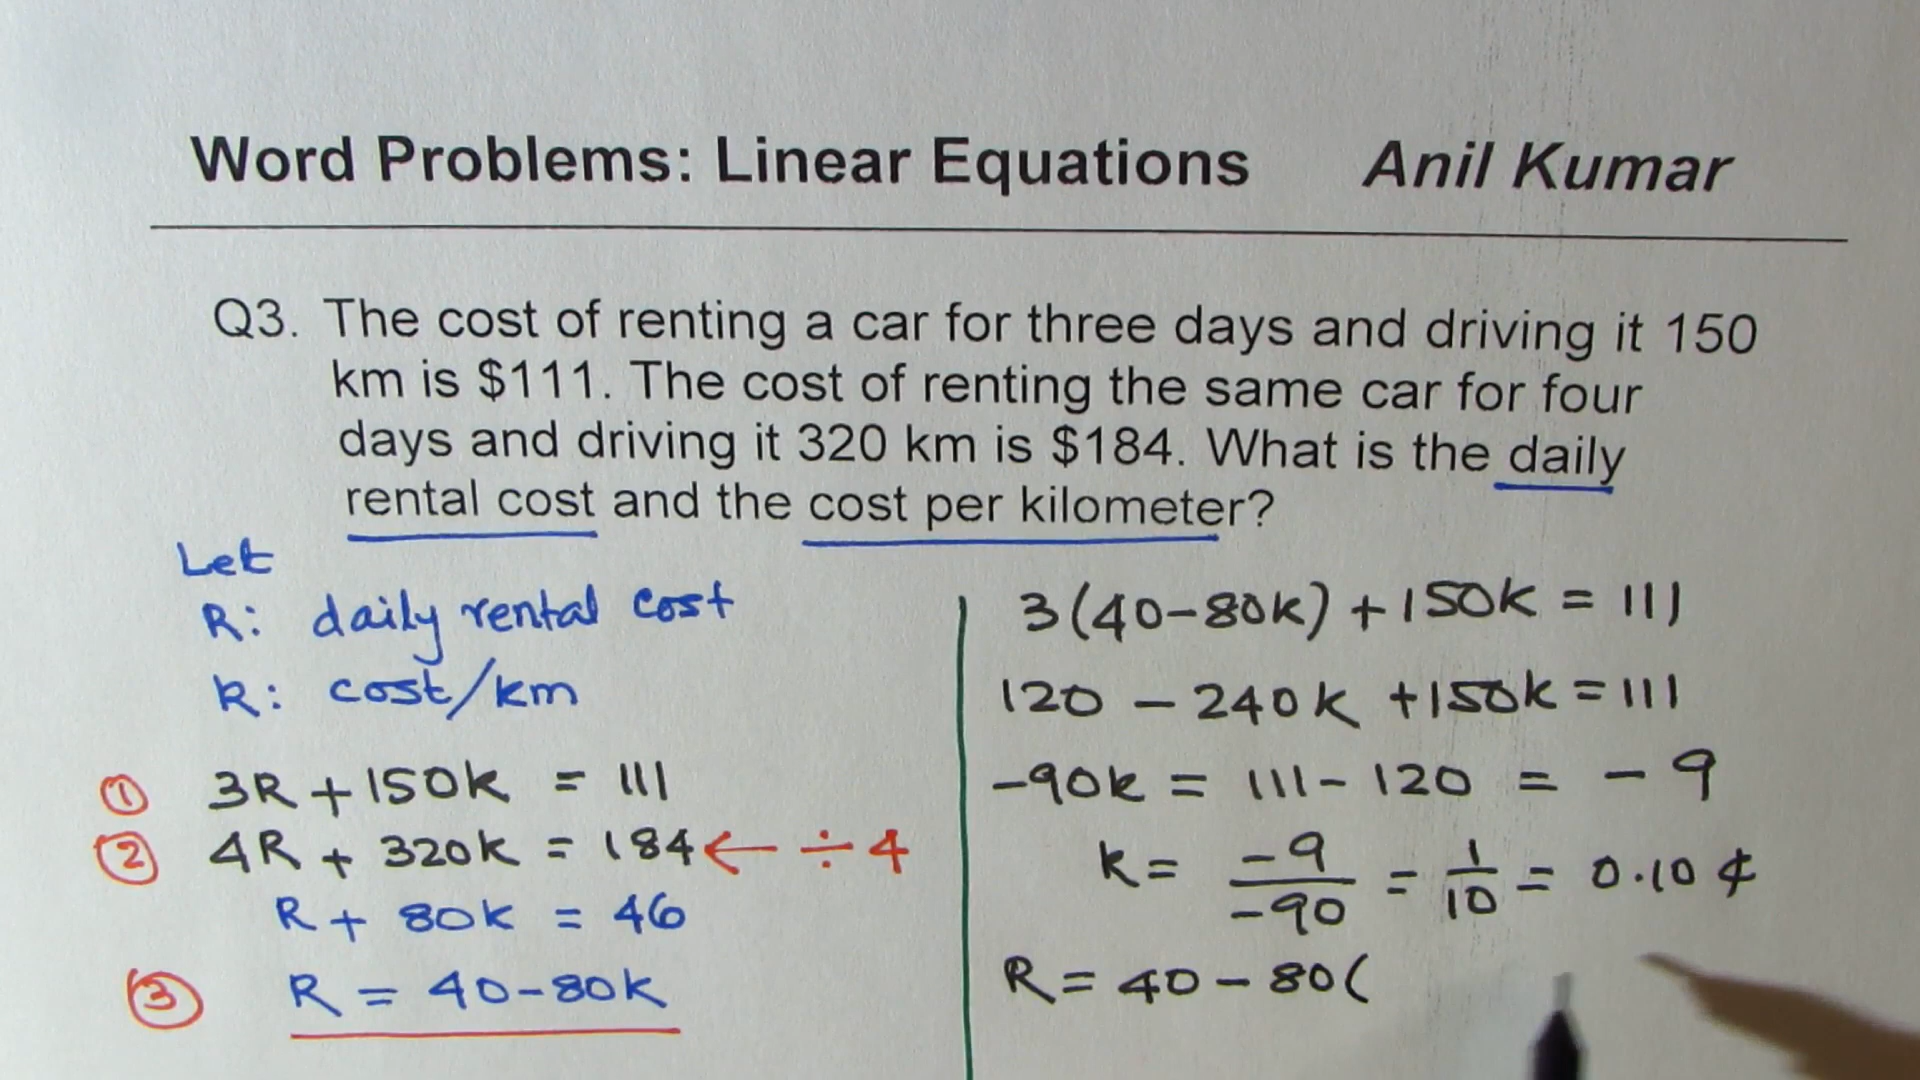 Word Problems: Linear Equations Anil Kumar
Q3. The cost of renting a car for three days and driving it 150
km is $111. The cost of renting the same car for four
days and driving it 320 km is $184. What is the daily
rental cost and the cost per kilometer?
Let
R: daily rental cost
k: cost/km
① 3R + 150k = 111
② 4R + 320k = 184 ← ÷ 4
R + 80k = 46
③ R = 40-80k
3(40-80k) + 150k = 111
120 - 240k + 150k = 111
-90k = 111 - 120 = - 9
k = -9/-90 = 1/10 = 0.10 ¢
R = 40 - 80(